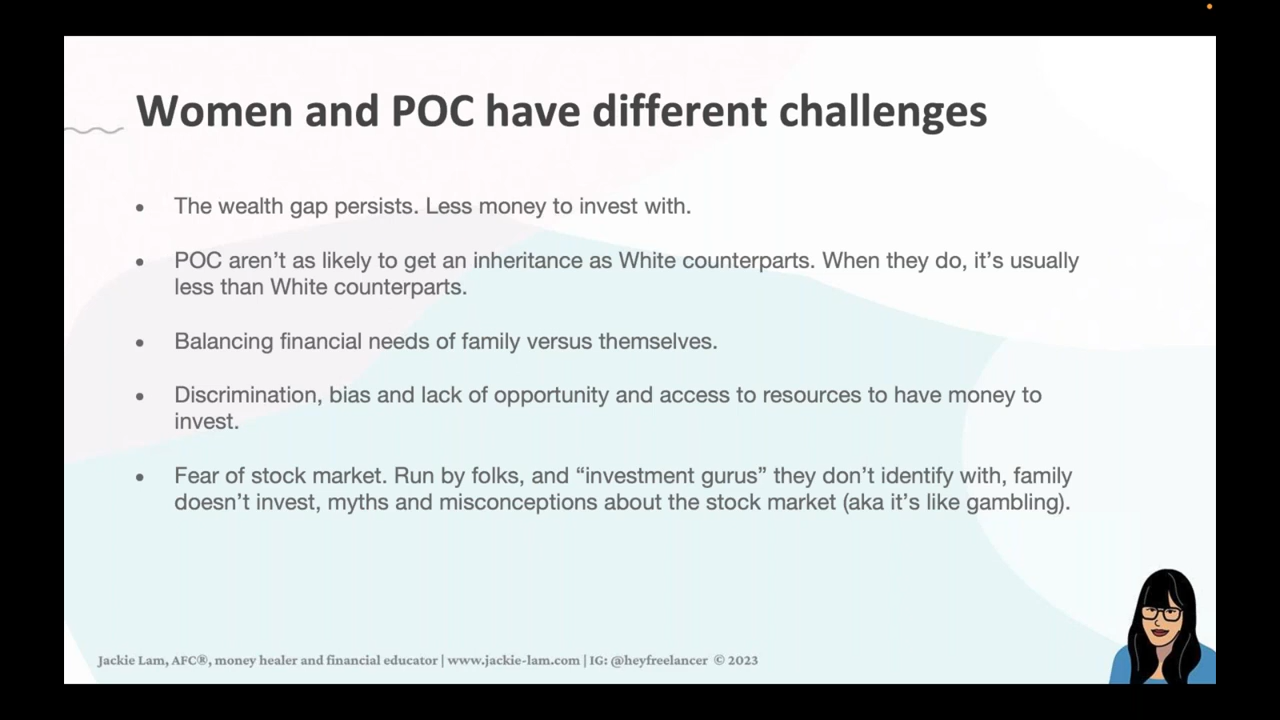 Women and POC have different challenges
• The wealth gap persists. Less money to invest with.
• POC aren’t as likely to get an inheritance as White counterparts. When they do, it’s usually
less than White counterparts.
• Balancing financial needs of family versus themselves.
• Discrimination, bias and lack of opportunity and access to resources to have money to
invest.
• Fear of stock market. Run by folks, and “investment gurus” they don’t identify with, family
doesn’t invest, myths and misconceptions about the stock market (aka it’s like gambling).
Jackie Lam, AFC®, money healer and financial educator | www.jackie-lam.com | IG: @heyfreelancer © 2023